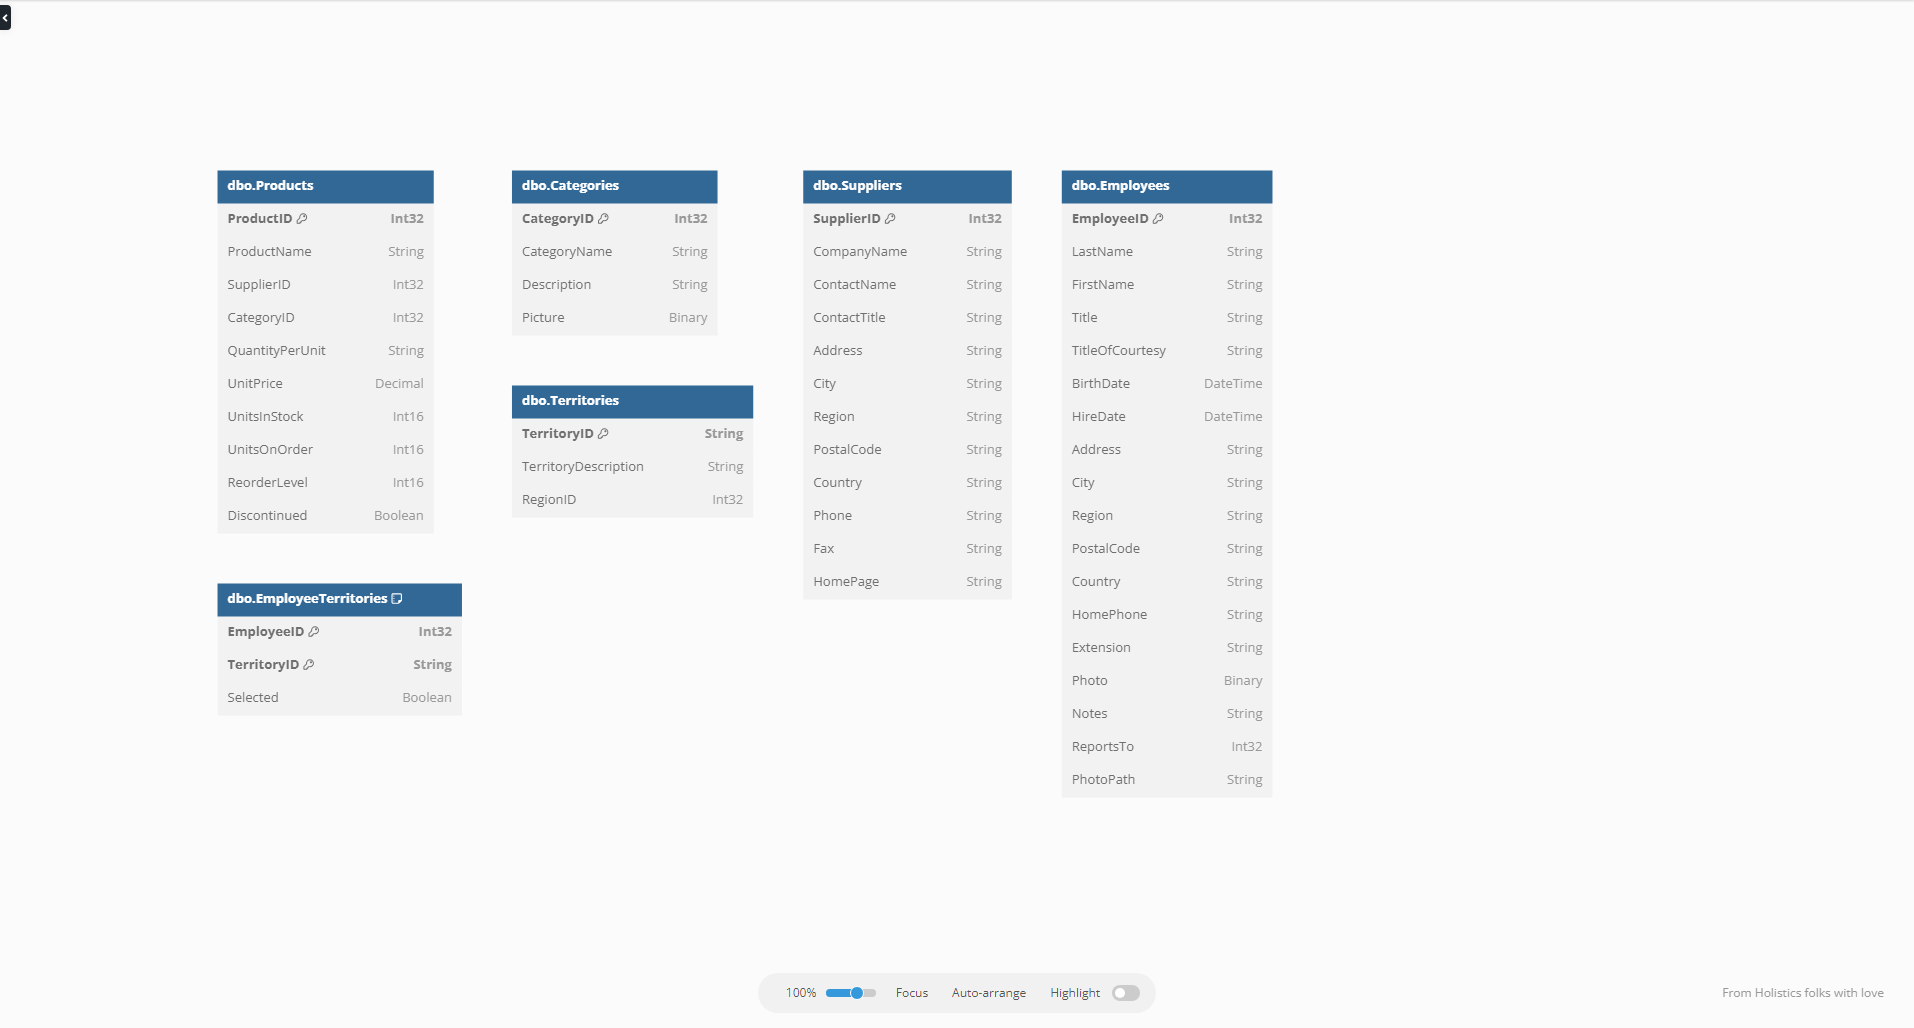 dbo.Products
ProductID Int32
ProductName String
SupplierID Int32
CategoryID Int32
QuantityPerUnit String
UnitPrice Decimal
UnitsInStock Int16
UnitsOnOrder Int16
ReorderLevel Int16
Discontinued Boolean
dbo.EmployeeTerritories
EmployeeID Int32
TerritoryID String
Selected Boolean
dbo.Categories
CategoryID Int32
CategoryName String
Description String
Picture Binary
dbo.Territories
TerritoryID String
TerritoryDescription String
RegionID Int32
dbo.Suppliers
SupplierID Int32
CompanyName String
ContactName String
ContactTitle String
Address String
City String
Region String
PostalCode String
Country String
Phone String
Fax String
HomePage String
dbo.Employees
EmployeeID Int32
LastName String
FirstName String
Title String
TitleOfCourtesy String
BirthDate DateTime
HireDate DateTime
Address String
City String
Region String
PostalCode String
Country String
HomePhone String
Extension String
Photo Binary
Notes String
ReportsTo Int32
PhotoPath String
100% Focus Auto-arrange Highlight
From Holistics folks with love